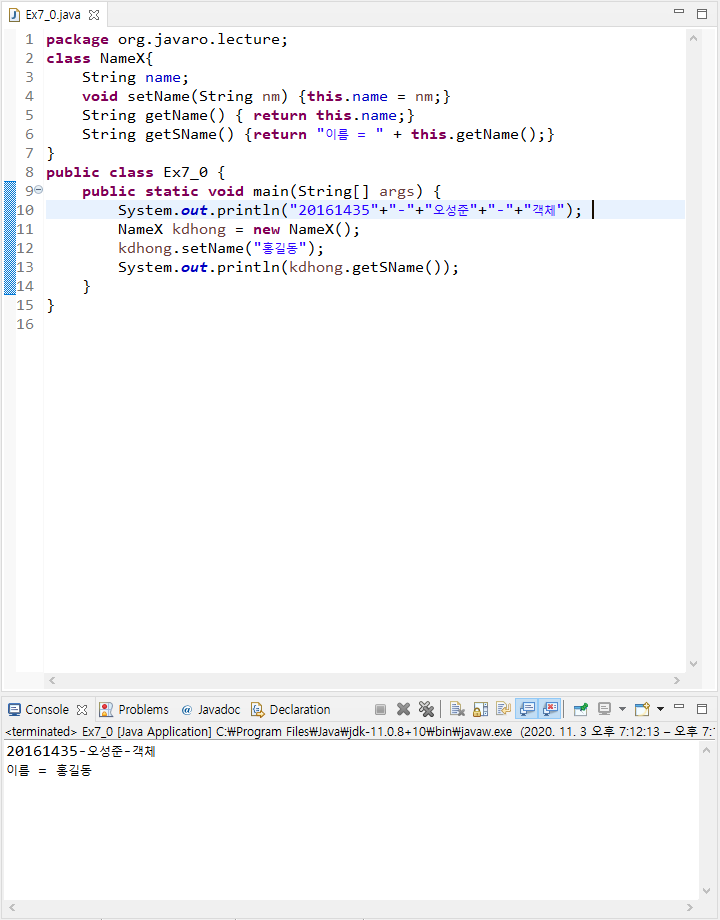 Ex7_0.java
1 package org.javaro.lecture;
2 class NameX{
3     String name;
4     void setName(String nm) {this.name = nm;}
5     String getName() { return this.name;}
6     String getSName() {return "이름 = " + this.getName();}
7 }
8 public class Ex7_0 {
9     public static void main(String[] args) {
10         System.out.println("20161435"+"-"+"오성준"+"-"+"객체");
11         NameX kdhong = new NameX();
12         kdhong.setName("홍길동");
13         System.out.println(kdhong.getSName());
14     }
15 }
16
Console Problems @ Javadoc Declaration
<terminated> Ex7_0 [Java Application] C:₩Program Files₩Java₩jdk-11.0.8+10₩bin₩javaw.exe (2020. 11. 3 오후 7:12:13 – 오후 7:
20161435-오성준-객체
이름 = 홍길동